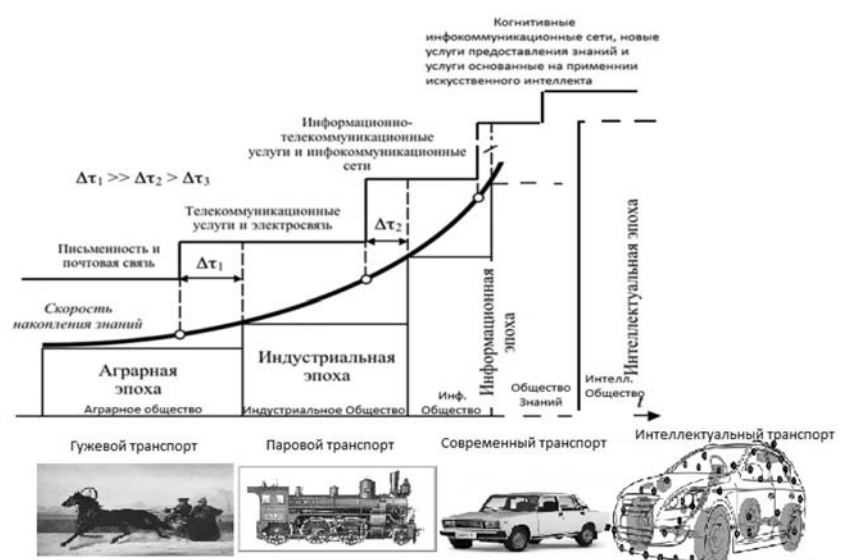 Когнитивные
инфокоммуникационные сети, новые
услуги предоставления знаний и
услуги основанные на применнии
искусственного интеллекта
Информационно-
телекоммуникационные
услуги и инфокоммуникационные
сети
Δτ₁ >> Δτ₂ > Δτ₃
Телекоммуникационные
услуги и электросвязь
Δτ₂
Письменность и
почтовая связь
Δτ₁
Скорость
накопления знаний
Аграрная
эпоха
Аграрное общество
Индустриальная
эпоха
Индустриальное Общество
Инф.
Общество
Информационная
эпоха
Общество
Знаний
Интеллектуальная эпоха
Интелл.
Общество
t
Гужевой транспорт
Паровой транспорт
Современный транспорт
Интеллектуальный транспорт